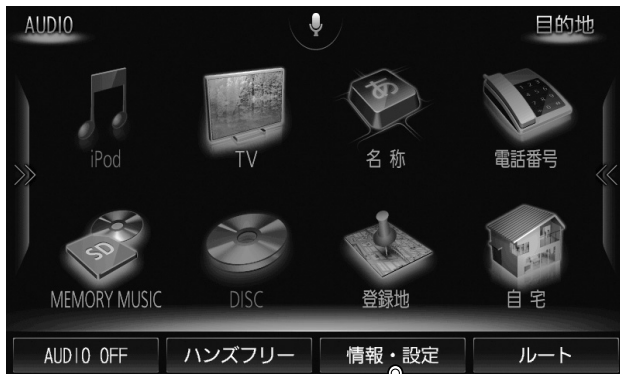 AUDIO 目的地
iPod TV 名称 電話番号
SD
MEMORY MUSIC DISC 登録地 自宅
AUDIO OFF ハンズフリー 情報・設定 ルート